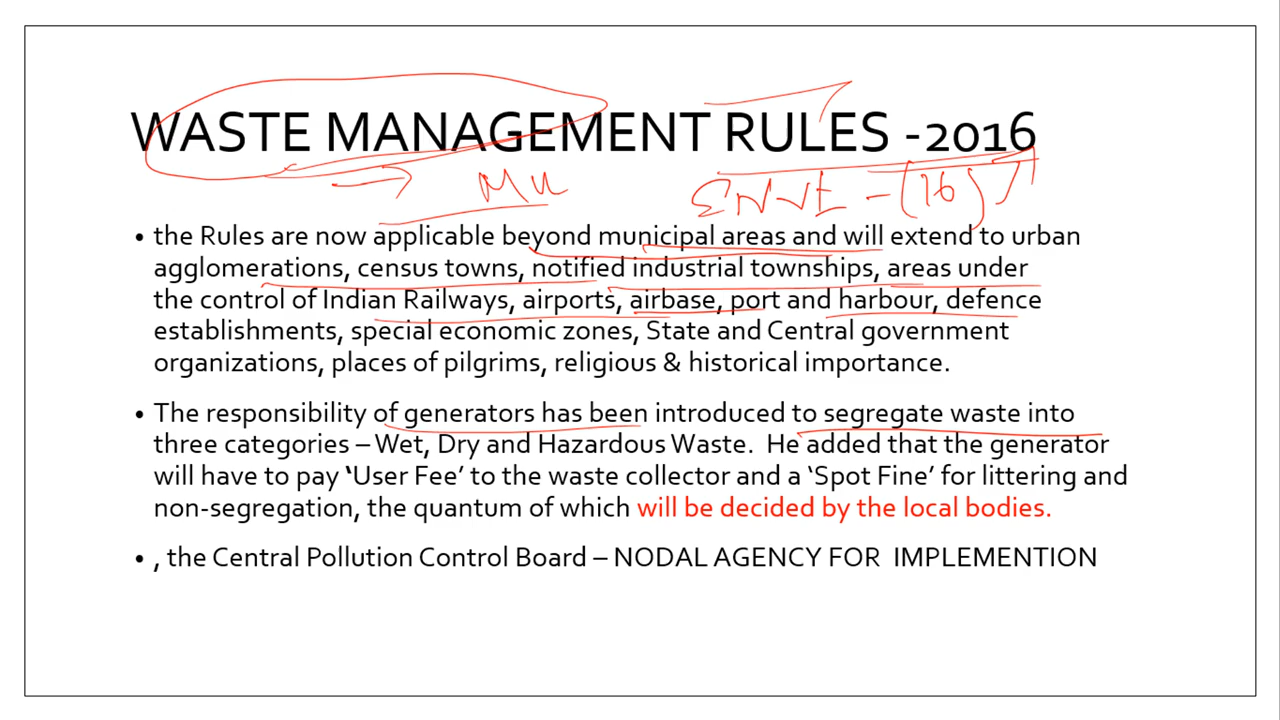 WASTE MANAGEMENT RULES -2016
Mu
ENVE - (16)
• the Rules are now applicable beyond municipal areas and will extend to urban
agglomerations, census towns, notified industrial townships, areas under
the control of Indian Railways, airports, airbase, port and harbour, defence
establishments, special economic zones, State and Central government
organizations, places of pilgrims, religious & historical importance.
• The responsibility of generators has been introduced to segregate waste into
three categories – Wet, Dry and Hazardous Waste. He added that the generator
will have to pay ‘User Fee’ to the waste collector and a ‘Spot Fine’ for littering and
non-segregation, the quantum of which will be decided by the local bodies.
• , the Central Pollution Control Board – NODAL AGENCY FOR IMPLEMENTION